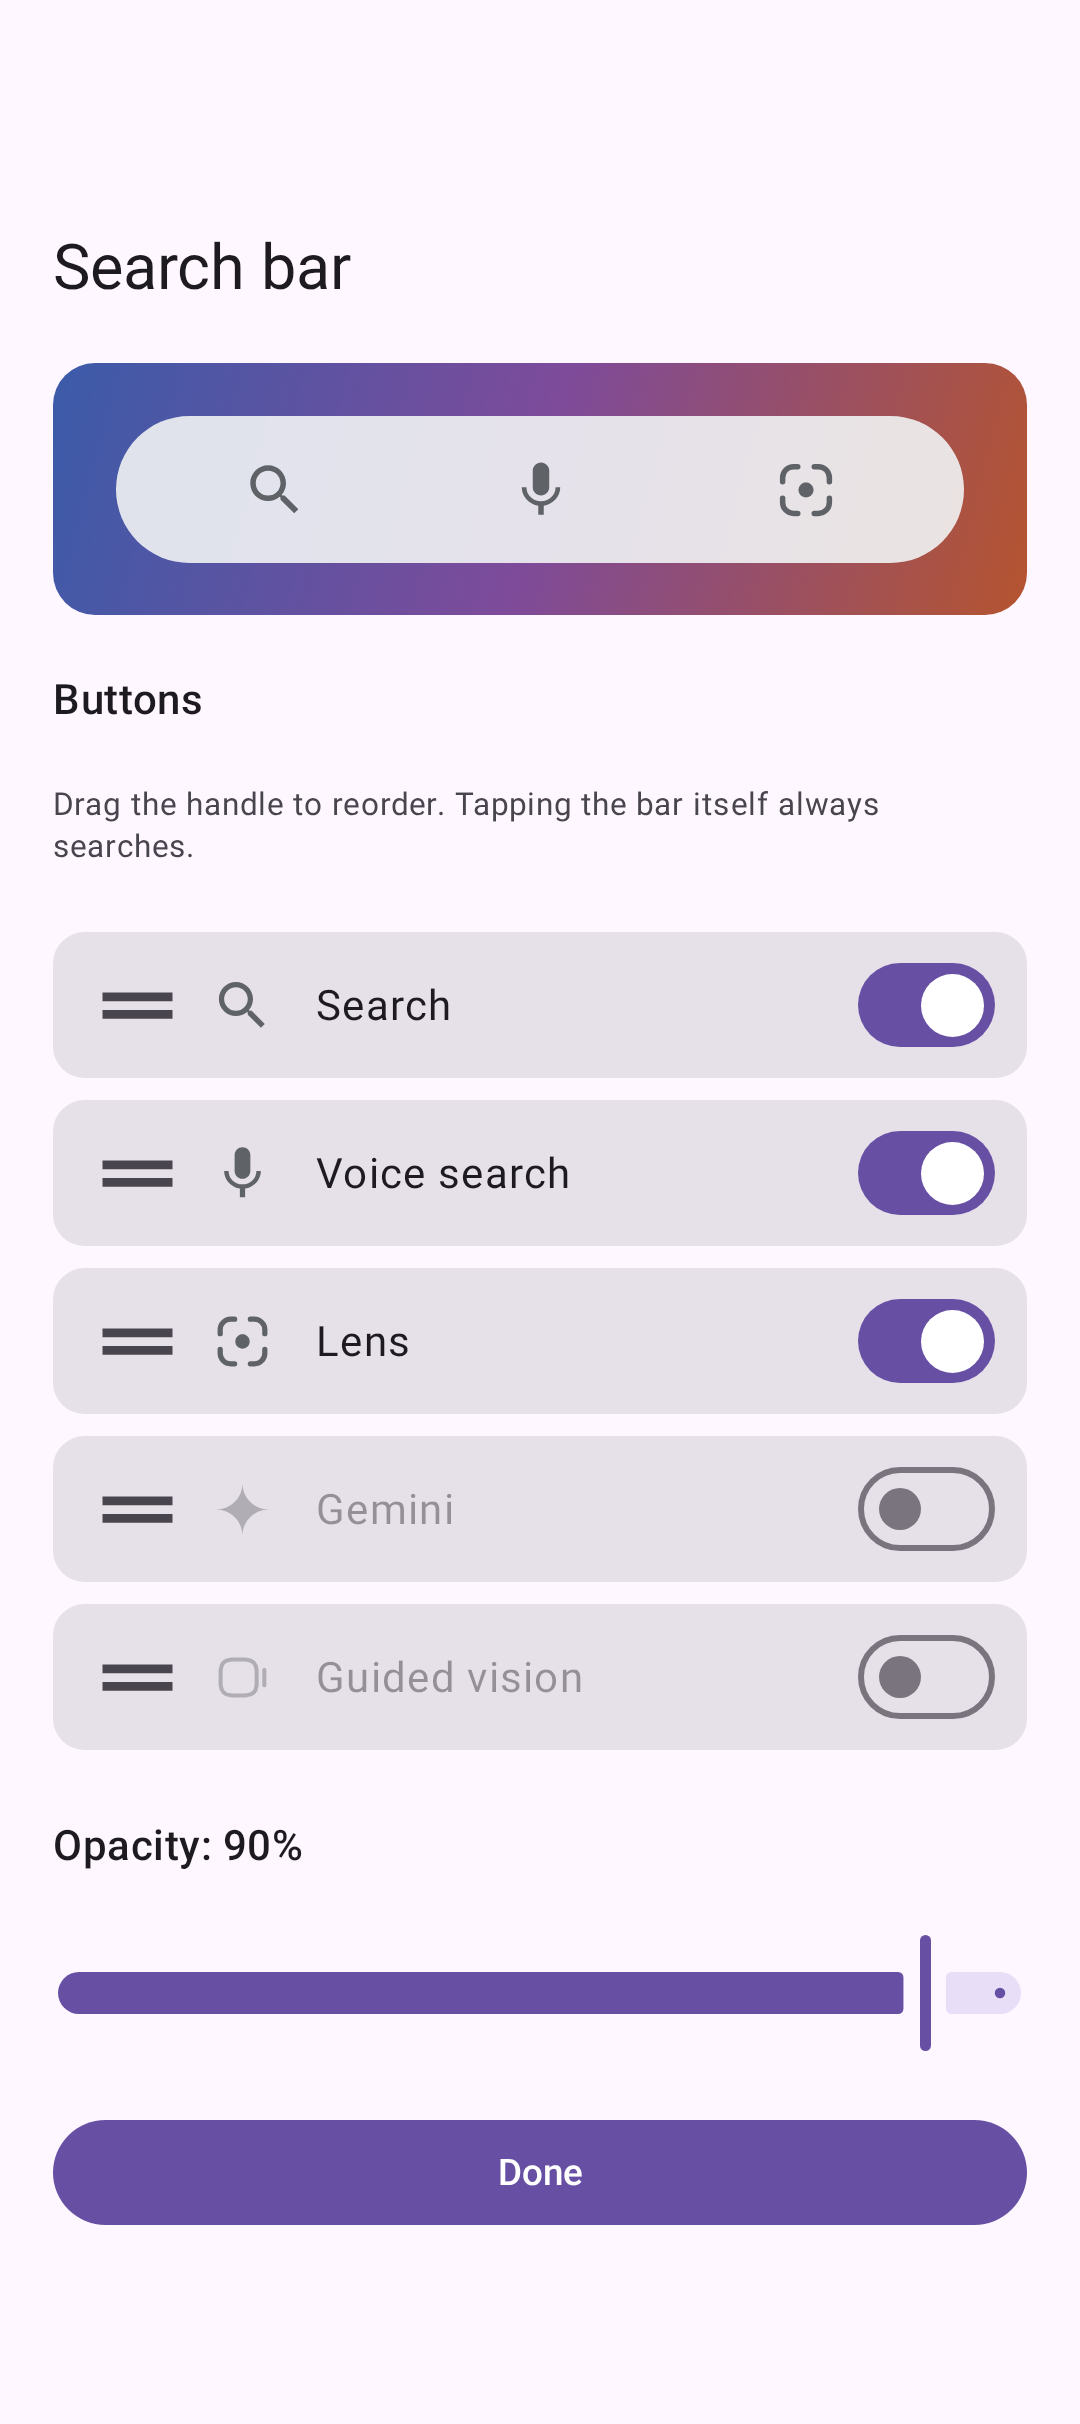 Search bar
Buttons
Drag the handle to reorder. Tapping the bar itself always
searches.
Search
Voice search
Lens
Gemini
Guided vision
Opacity: 90%
Done